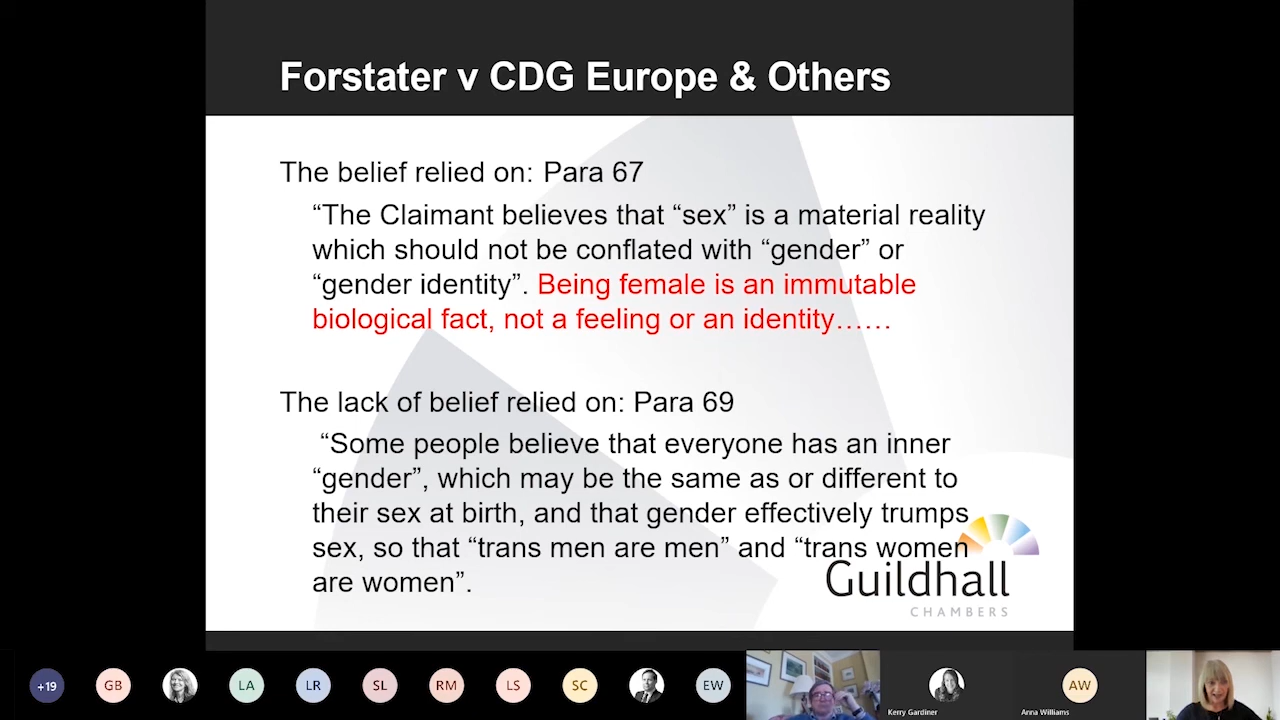 Forstater v CDG Europe & Others
The belief relied on: Para 67
“The Claimant believes that “sex” is a material reality
which should not be conflated with “gender” or
“gender identity”. Being female is an immutable
biological fact, not a feeling or an identity……
The lack of belief relied on: Para 69
“Some people believe that everyone has an inner
“gender”, which may be the same as or different to
their sex at birth, and that gender effectively trumps
sex, so that “trans men are men” and “trans women
are women”.
Guildhall
CHAMBERS
+19
GB
LA
LR
SL
RM
LS
SC
EW
AW
Kerry Gardiner
Anna Williams